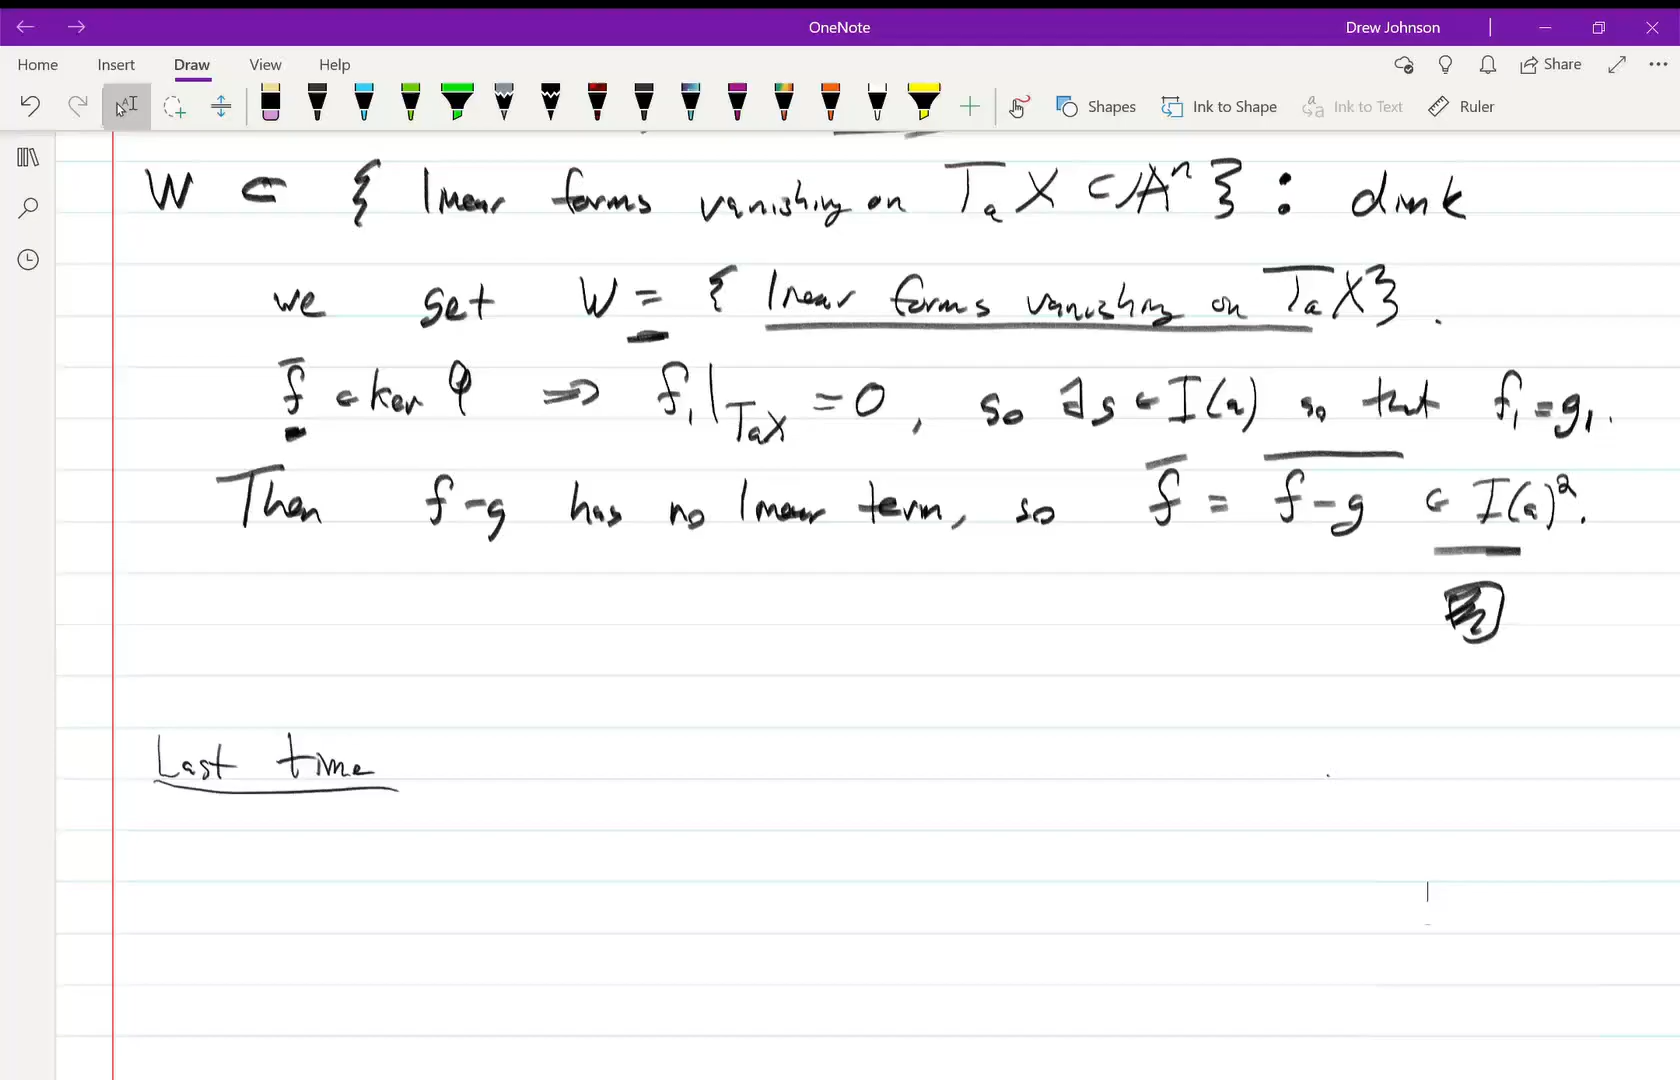 OneNote
Drew Johnson
Home Insert Draw View Help
Share
Shapes Ink to Shape Ink to Text Ruler
W ⊂ { linear forms vanishing on TₐX ⊂ 𝔸ⁿ } : dim k
we get W = { linear forms vanishing on TₐX}.
f̄ ∈ ker φ ⟹ f₁|TₐX = 0, so ∃ g ∈ I(a) so that f₁ = g₁.
Then f-g has no linear term, so f̄ = f-g ∈ I(a)².
Last time